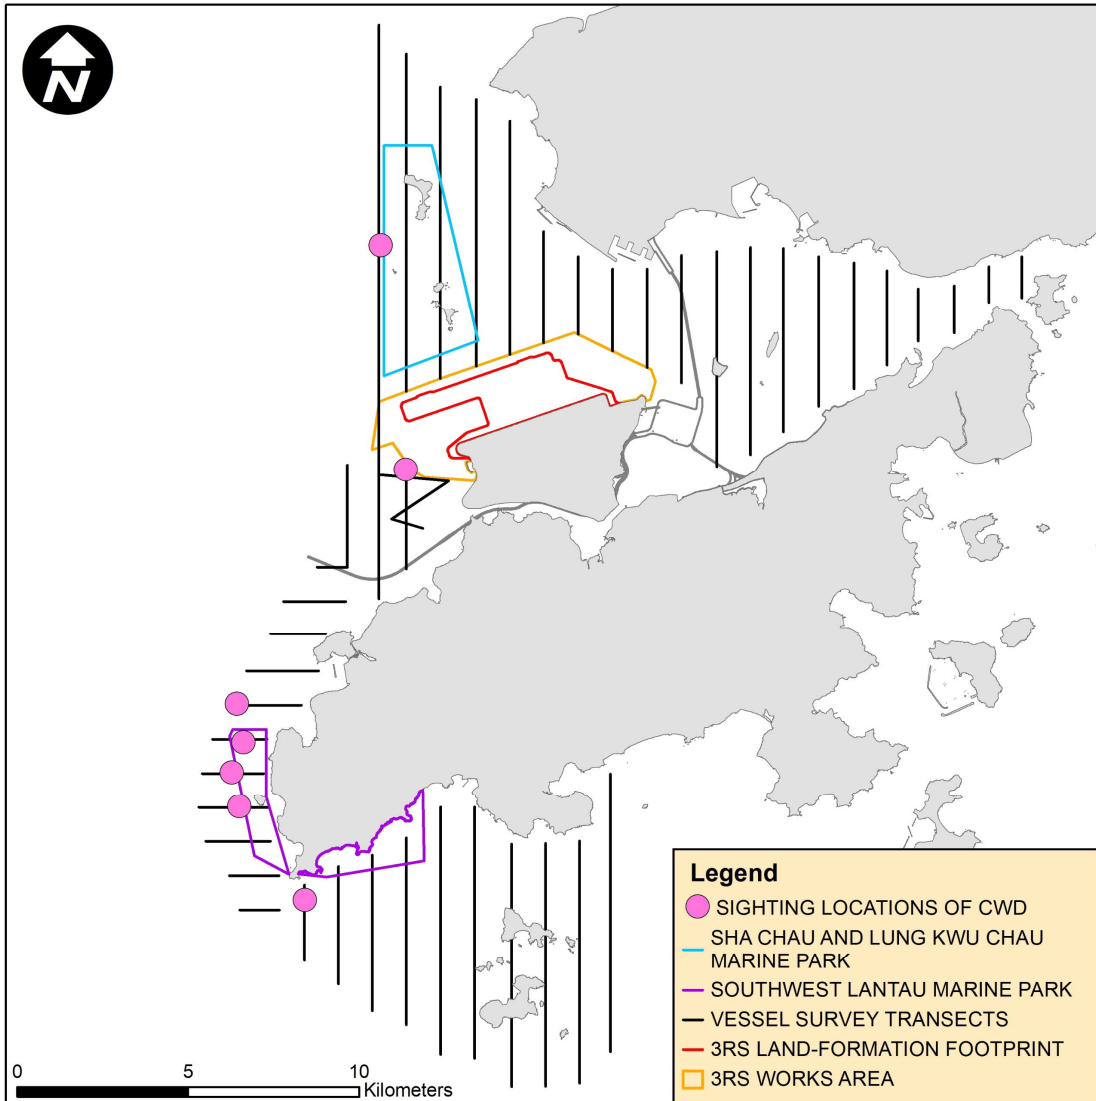 N
Legend
SIGHTING LOCATIONS OF CWD
SHA CHAU AND LUNG KWU CHAU
MARINE PARK
SOUTHWEST LANTAU MARINE PARK
VESSEL SURVEY TRANSECTS
3RS LAND-FORMATION FOOTPRINT
3RS WORKS AREA
0 5 10
Kilometers